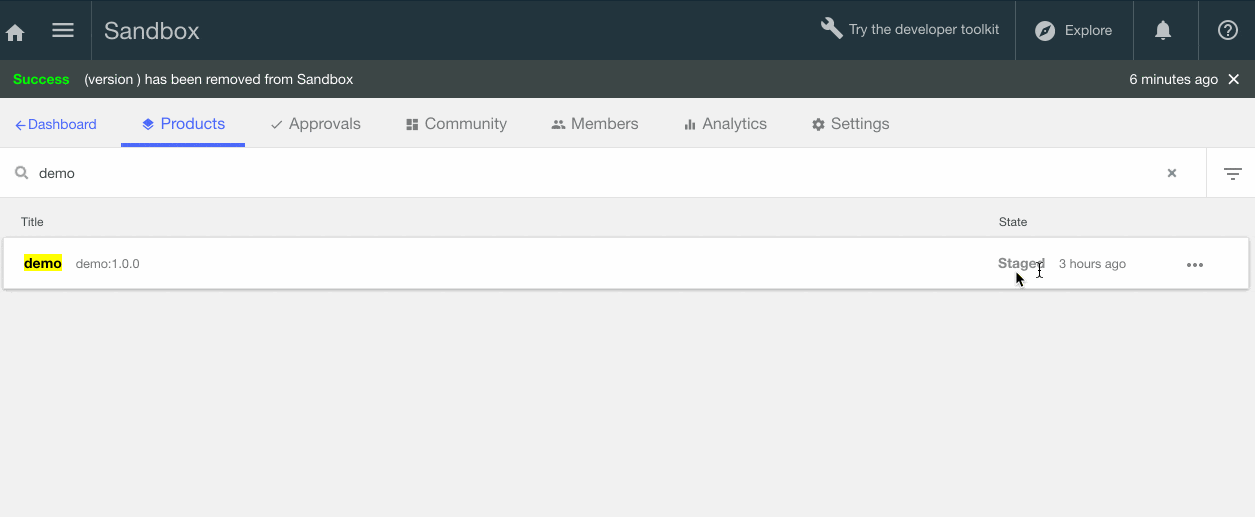 Sandbox Try the developer toolkit Explore
Success (version ) has been removed from Sandbox 6 minutes ago
Dashboard Products Approvals Community Members Analytics Settings
demo
Title State
demo demo:1.0.0 Staged 3 hours ago